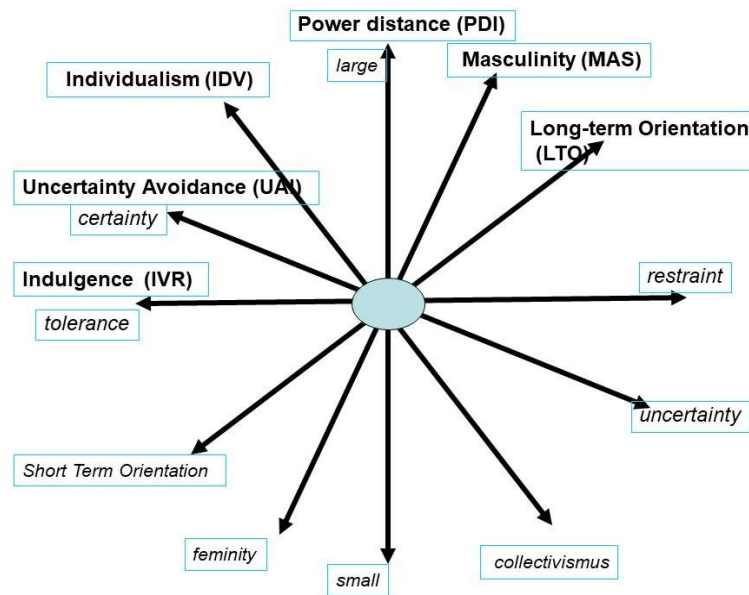 Power distance (PDI)
large
Masculinity (MAS)
Individualism (IDV)
Long-term Orientation
(LTO)
Uncertainty Avoidance (UAI)
certainty
Indulgence (IVR)
restraint
tolerance
uncertainty
Short Term Orientation
feminity
collectivismus
small